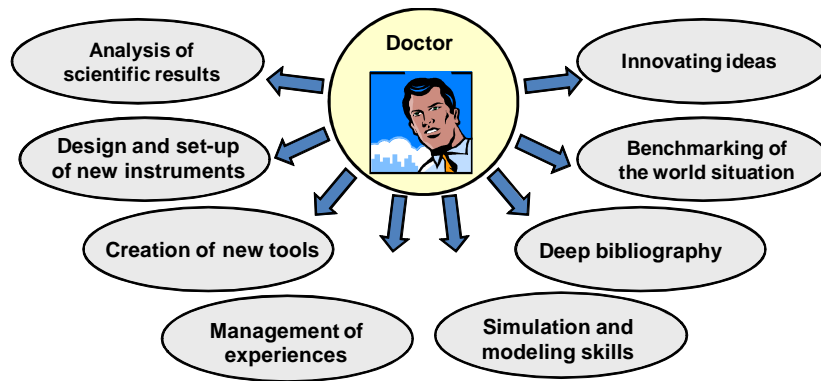 Doctor
Analysis of
scientific results
Design and set-up
of new instruments
Creation of new tools
Management of
experiences
Simulation and
modeling skills
Deep bibliography
Benchmarking of
the world situation
Innovating ideas